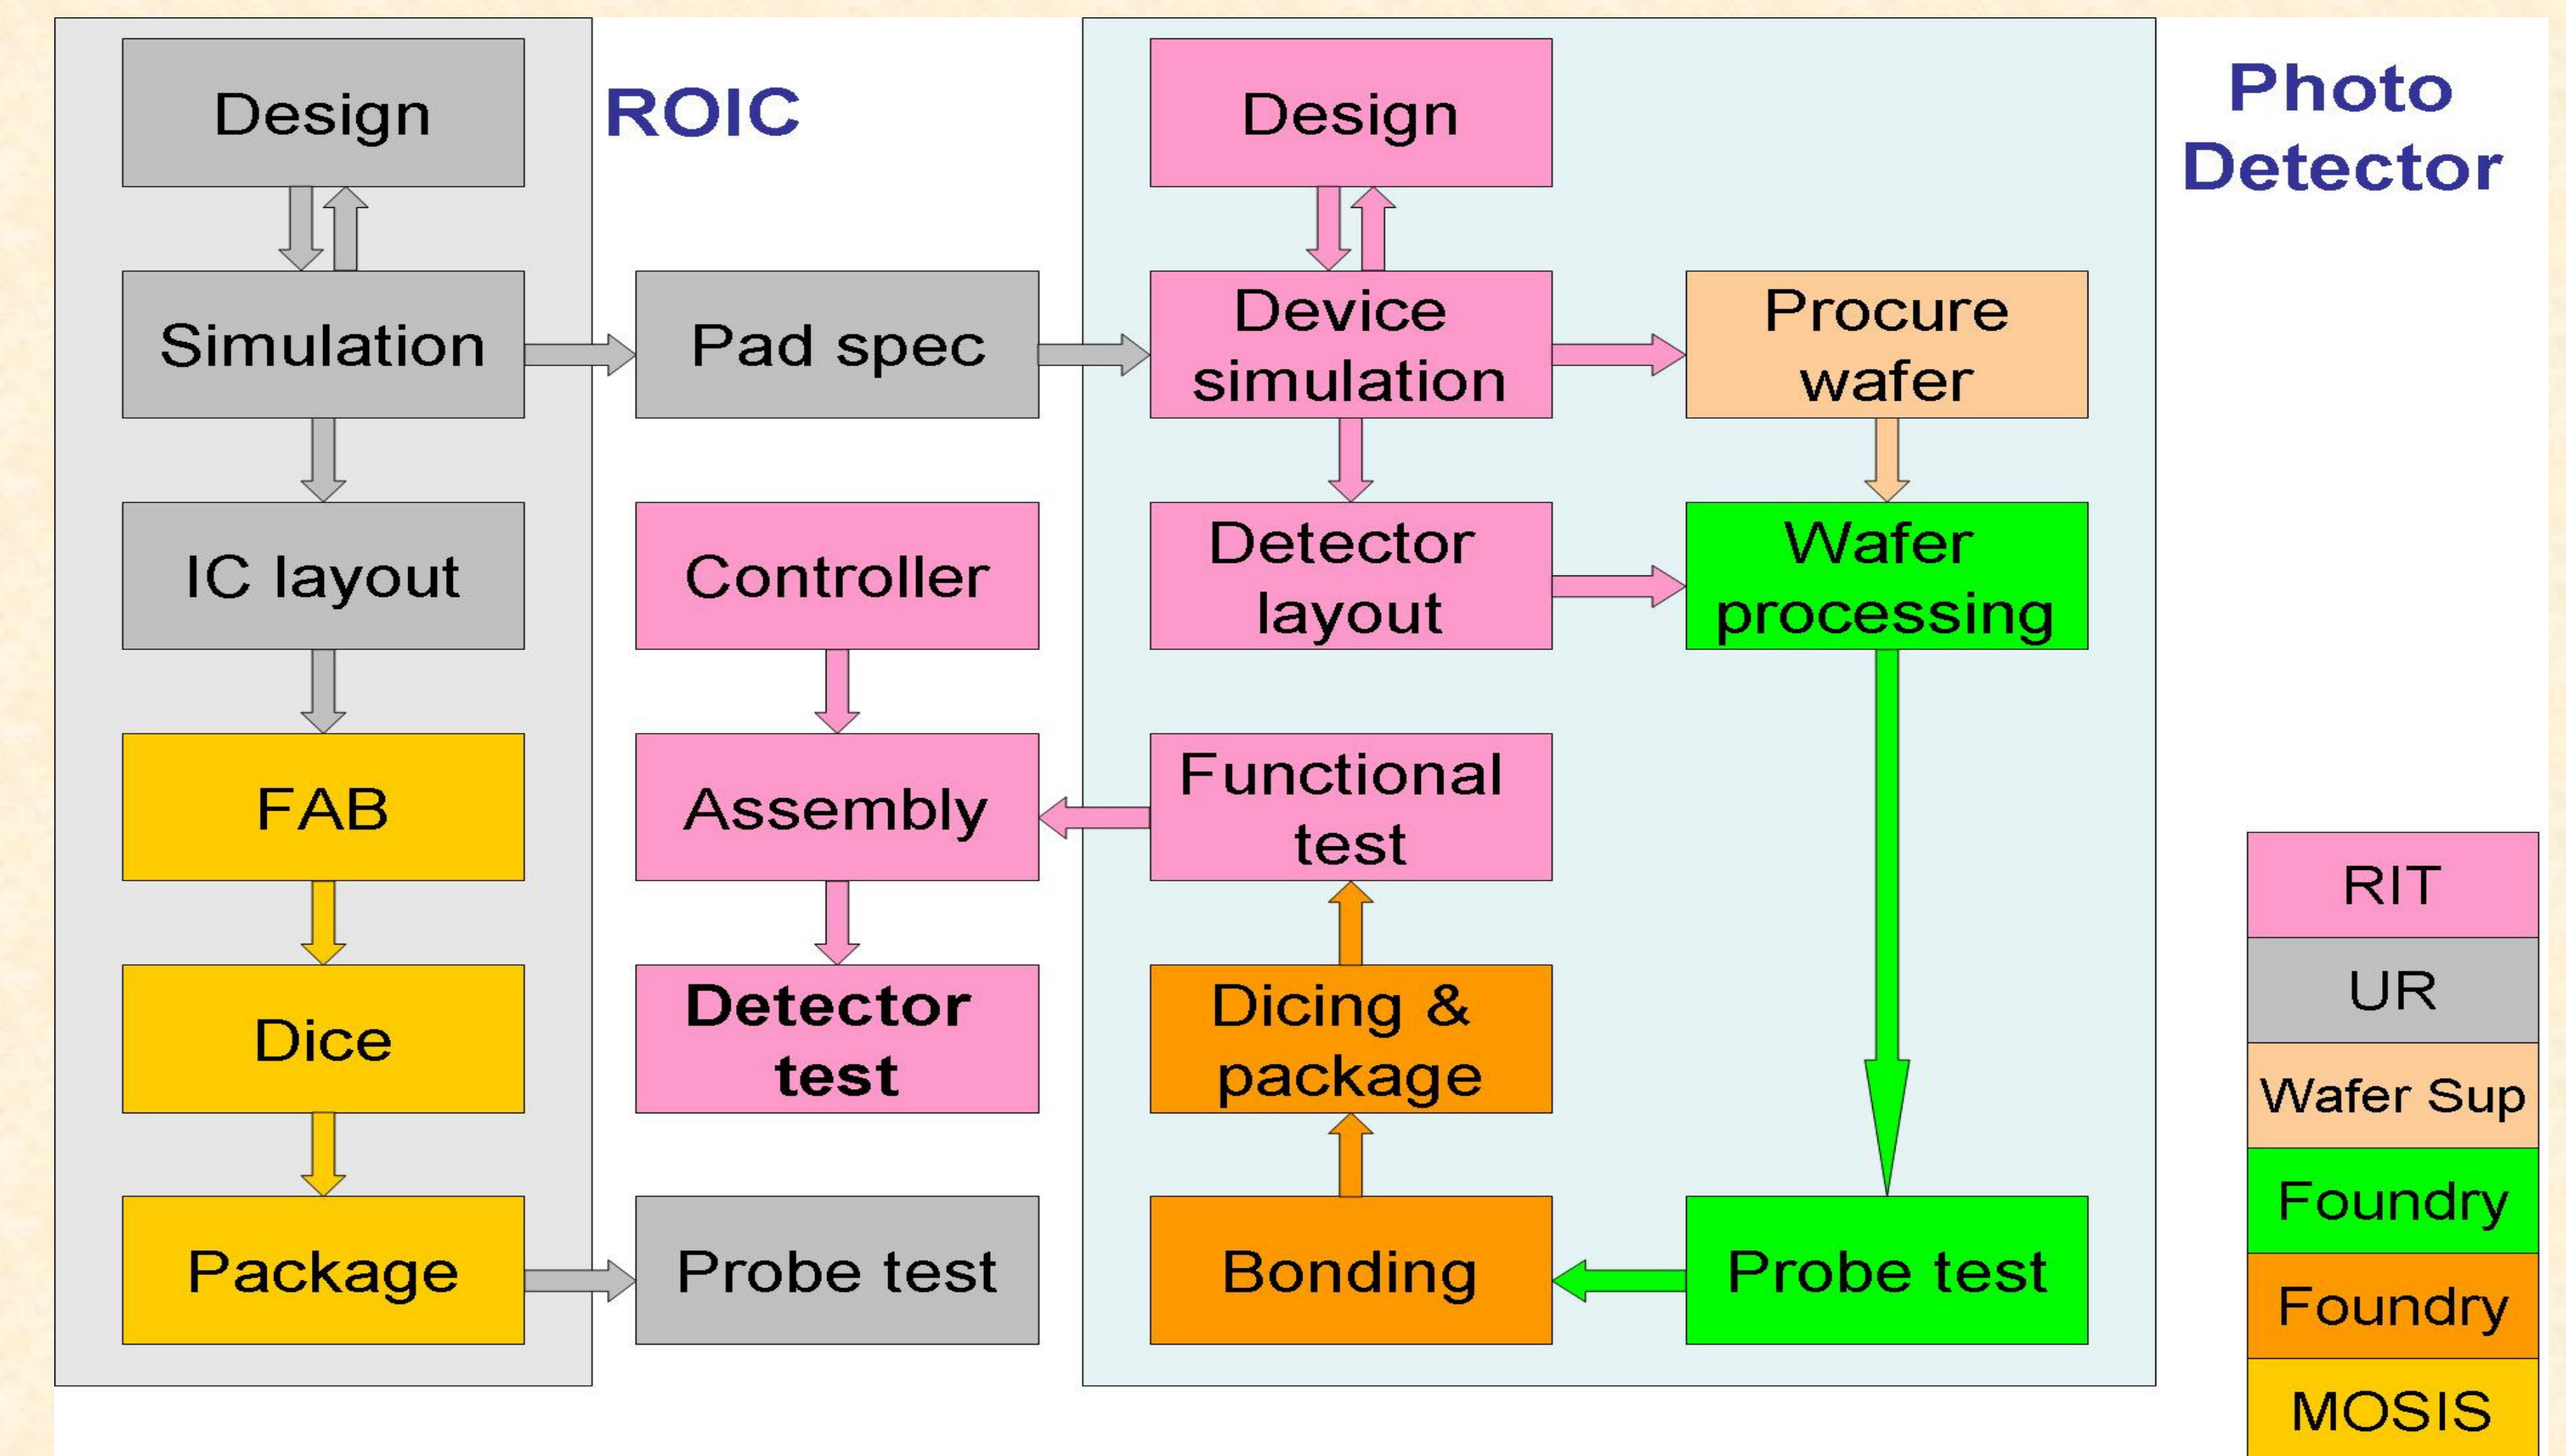 Design
ROIC
Design
Photo
Detector
Simulation
Pad spec
Device
simulation
Procure
wafer
IC layout
Controller
Detector
layout
Wafer
processing
FAB
Assembly
Functional
test
Dice
Detector
test
Dicing &
package
Package
Probe test
Bonding
Probe test
RIT
UR
Wafer Sup
Foundry
Foundry
MOSIS